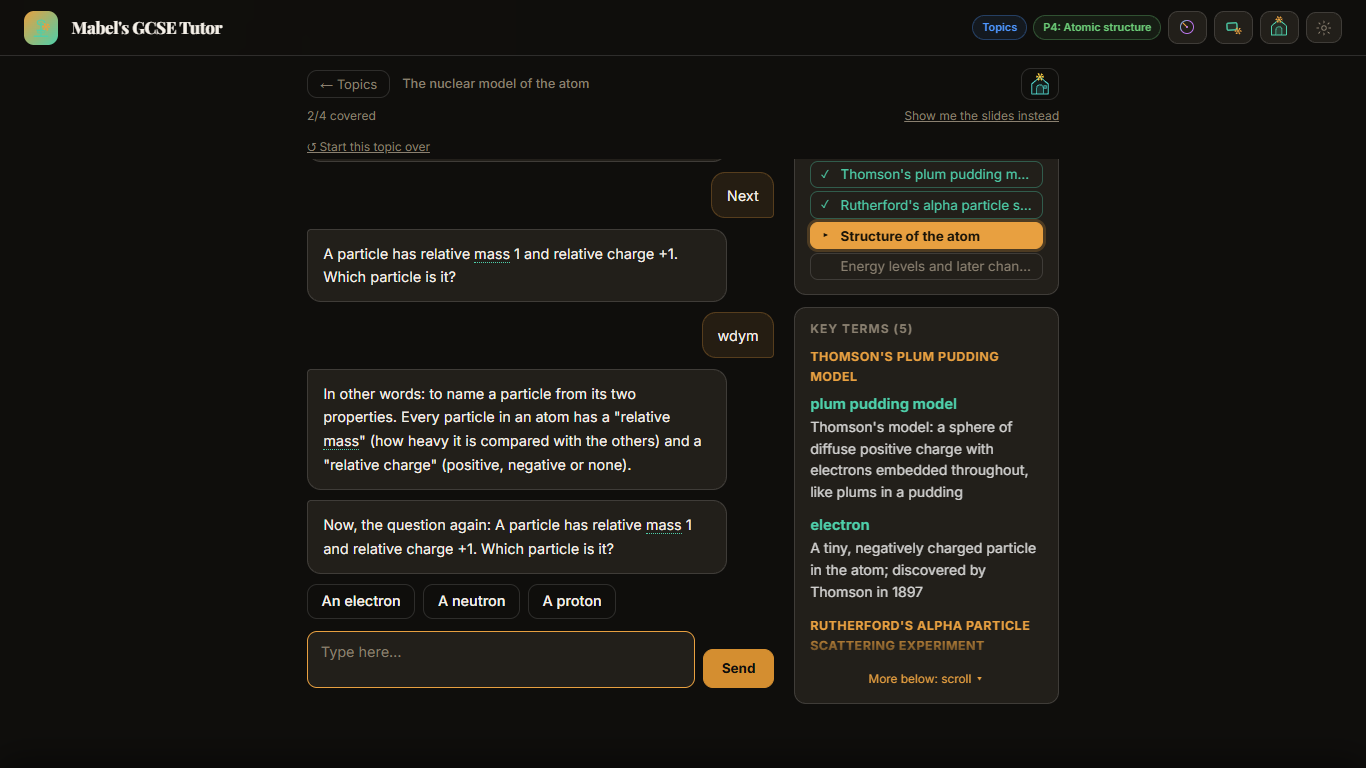 Mabel's GCSE Tutor
Topics
P4: Atomic structure
← Topics
The nuclear model of the atom
2/4 covered
Show me the slides instead
↺ Start this topic over
Next
A particle has relative mass 1 and relative charge +1.
Which particle is it?
wdym
In other words: to name a particle from its two
properties. Every particle in an atom has a "relative
mass" (how heavy it is compared with the others) and a
"relative charge" (positive, negative or none).
Now, the question again: A particle has relative mass 1
and relative charge +1. Which particle is it?
An electron
A neutron
A proton
Type here...
Send
✓ Thomson's plum pudding m...
✓ Rutherford's alpha particle s...
‣ Structure of the atom
Energy levels and later chan...
KEY TERMS (5)
THOMSON'S PLUM PUDDING
MODEL
plum pudding model
Thomson's model: a sphere of
diffuse positive charge with
electrons embedded throughout,
like plums in a pudding
electron
A tiny, negatively charged particle
in the atom; discovered by
Thomson in 1897
RUTHERFORD'S ALPHA PARTICLE
SCATTERING EXPERIMENT
More below: scroll ▾